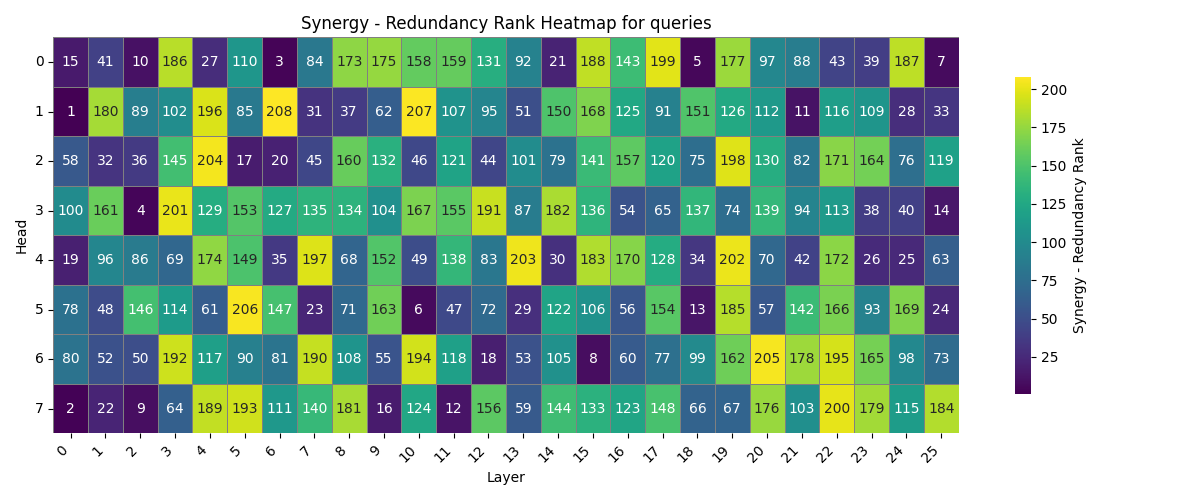 Synergy - Redundancy Rank Heatmap for queries
0 15 41 10 186 27 110 3 84 173 175 158 159 131 92 21 188 143 199 5 177 97 88 43 39 187 7
1 1 180 89 102 196 85 208 31 37 62 207 107 95 51 150 168 125 91 151 126 112 11 116 109 28 33
2 58 32 36 145 204 17 20 45 160 132 46 121 44 101 79 141 157 120 75 198 130 82 171 164 76 119
3 100 161 4 201 129 153 127 135 134 104 167 155 191 87 182 136 54 65 137 74 139 94 113 38 40 14
4 19 96 86 69 174 149 35 197 68 152 49 138 83 203 30 183 170 128 34 202 70 42 172 26 25 63
5 78 48 146 114 61 206 147 23 71 163 6 47 72 29 122 106 56 154 13 185 57 142 166 93 169 24
6 80 52 50 192 117 90 81 190 108 55 194 118 18 53 105 8 60 77 99 162 205 178 195 165 98 73
7 2 22 9 64 189 193 111 140 181 16 124 12 156 59 144 133 123 148 66 67 176 103 200 179 115 184
0 1 2 3 4 5 6 7 8 9 10 11 12 13 14 15 16 17 18 19 20 21 22 23 24 25
Layer
Head
200
175
150
125
100
75
50
25
Synergy - Redundancy Rank